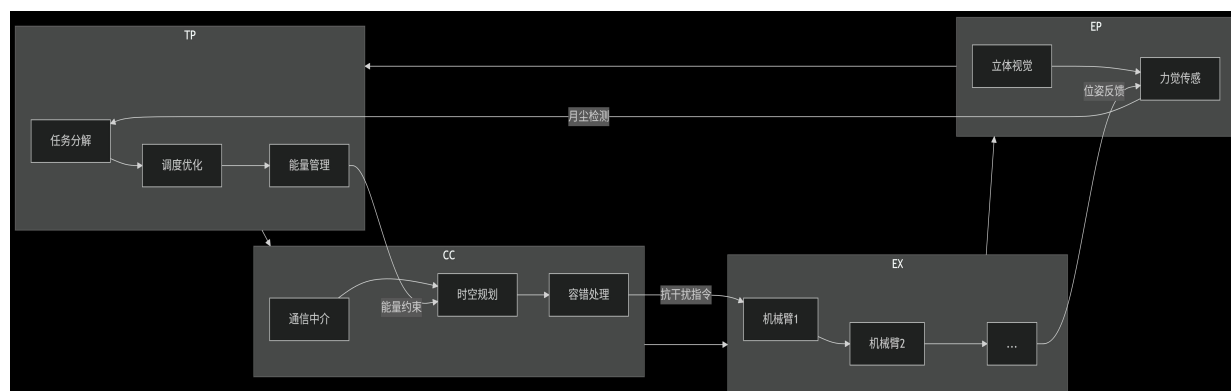 TP
任务分解
调度优化
能量管理
月尘检测
EP
立体视觉
力觉传感
位姿反馈
CC
通信中介
能量约束
时空规划
容错处理
抗干扰指令
EX
机械臂1
机械臂2
...